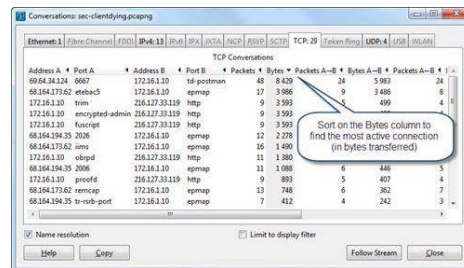 Conversations: sec-clientdying.pcapng
Ethernet: 1 Fibre Channel FDDI IPv4: 13 IPv6 IPX JXTA NCP RSVP SCTP TCP: 29 Token Ring UDP: 4 USB WLAN
TCP Conversations
Address A Port A Address B Port B Packets Bytes Packets A→B Bytes A→B Packets A←B
69.64.34.124 6667 172.16.1.10 td-postman 48 8 429 24 5 983 24
68.164.173.62 etebac5 172.16.1.10 epmap 17 3 986 9 3 486 8
172.16.1.10 trim 216.127.33.119 http 9 3 593 5 499 4
172.16.1.10 encrypted-admin 216.127.33.119 http 9 3 593
172.16.1.10 fuscript 216.127.33.119 http 9 3 593
68.164.194.35 2026 172.16.1.10 epmap 12 2 278
68.164.173.62 iims 172.16.1.10 epmap 16 1 490
172.16.1.10 obrpd 216.127.33.119 http 11 1 380
68.164.194.35 2006 172.16.1.10 epmap 11 1 088 6 446 5
172.16.1.10 proofd 216.127.33.119 http 9 893 5 407 4
68.164.173.62 remcap 172.16.1.10 epmap 13 748 6 362 7
68.164.194.35 tr-rsrb-port 172.16.1.10 epmap 7 412 4 242 3
Sort on the Bytes column to
find the most active connection
(in bytes transferred)
Name resolution Limit to display filter
Help Copy Follow Stream Close